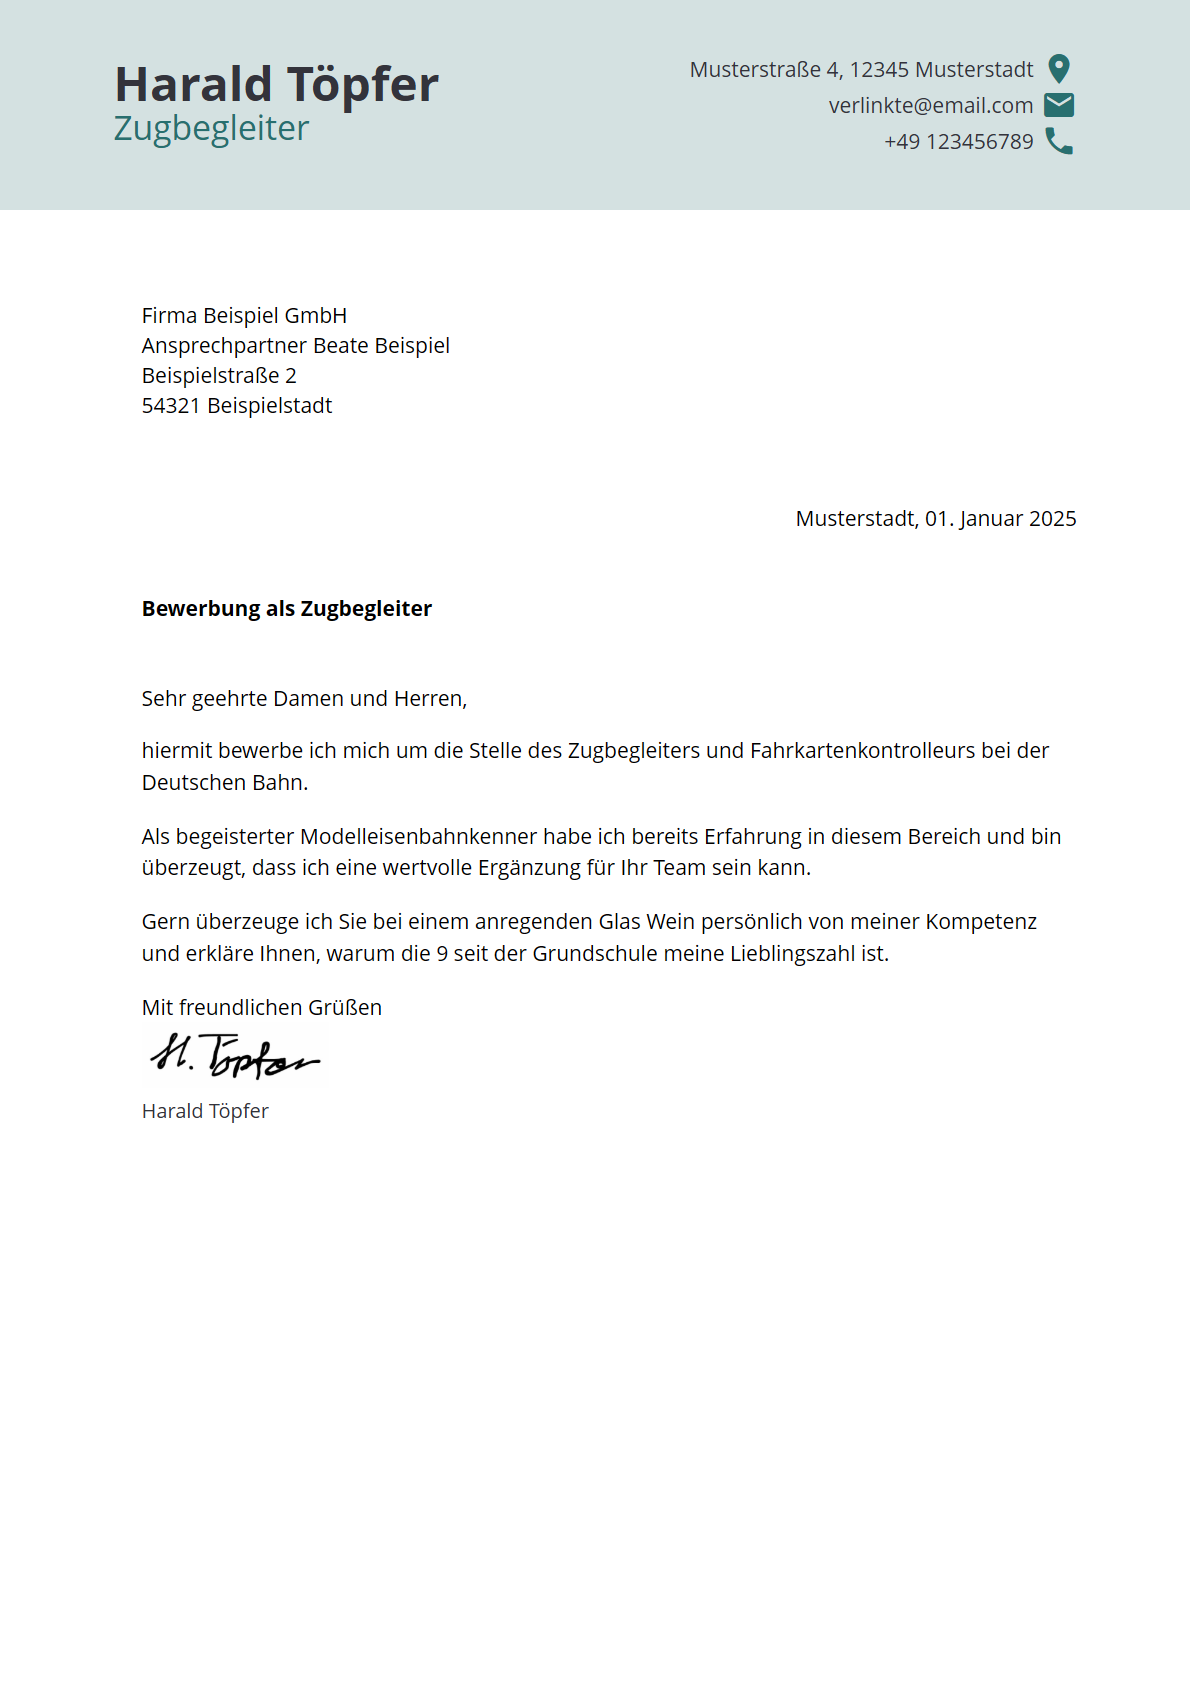 Harald Töpfer
Zugbegleiter
Musterstraße 4, 12345 Musterstadt
verlinkte@email.com
+49 123456789
Firma Beispiel GmbH
Ansprechpartner Beate Beispiel
Beispielstraße 2
54321 Beispielstadt
Musterstadt, 01. Januar 2025
Bewerbung als Zugbegleiter
Sehr geehrte Damen und Herren,
hiermit bewerbe ich mich um die Stelle des Zugbegleiters und Fahrkartenkontrolleurs bei der
Deutschen Bahn.
Als begeisterter Modelleisenbahnkenner habe ich bereits Erfahrung in diesem Bereich und bin
überzeugt, dass ich eine wertvolle Ergänzung für Ihr Team sein kann.
Gern überzeuge ich Sie bei einem anregenden Glas Wein persönlich von meiner Kompetenz
und erkläre Ihnen, warum die 9 seit der Grundschule meine Lieblingszahl ist.
Mit freundlichen Grüßen
H. Töpfer
Harald Töpfer